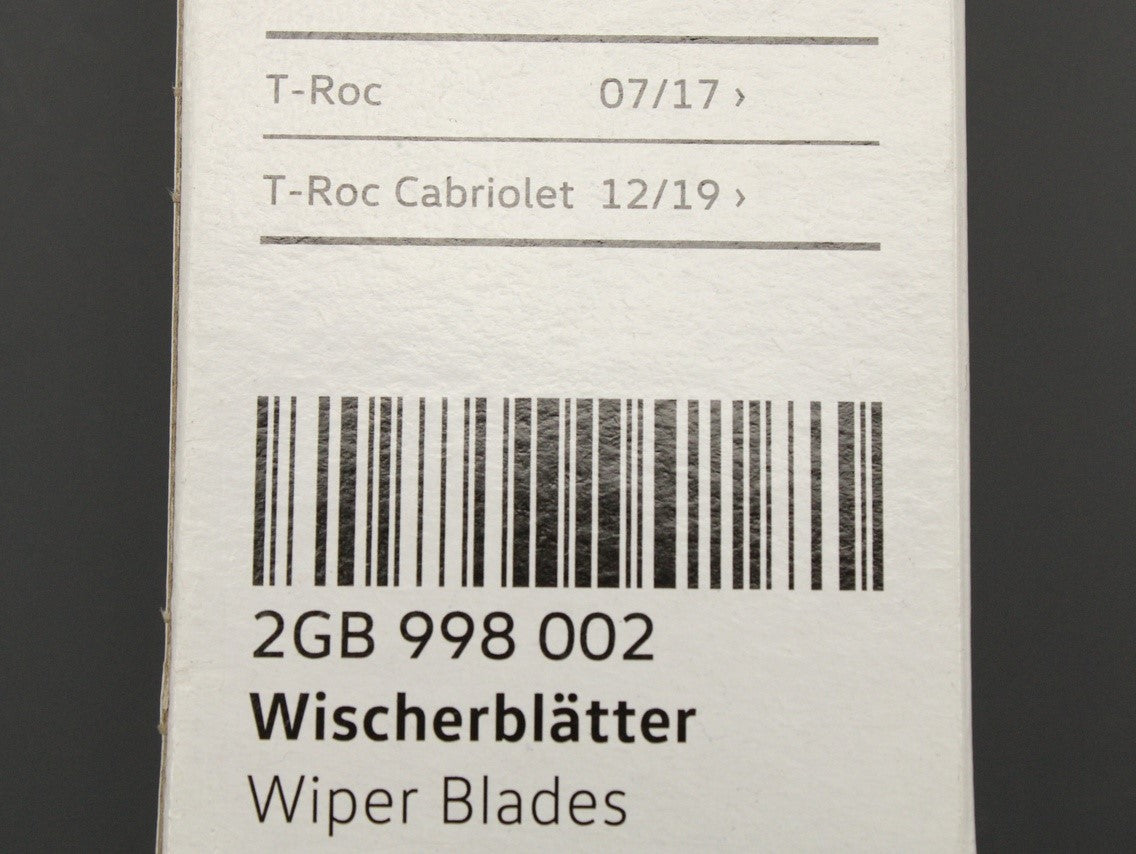 T-Roc 07/17 ›
T-Roc Cabriolet 12/19 ›
2GB 998 002
Wischerblätter
Wiper Blades